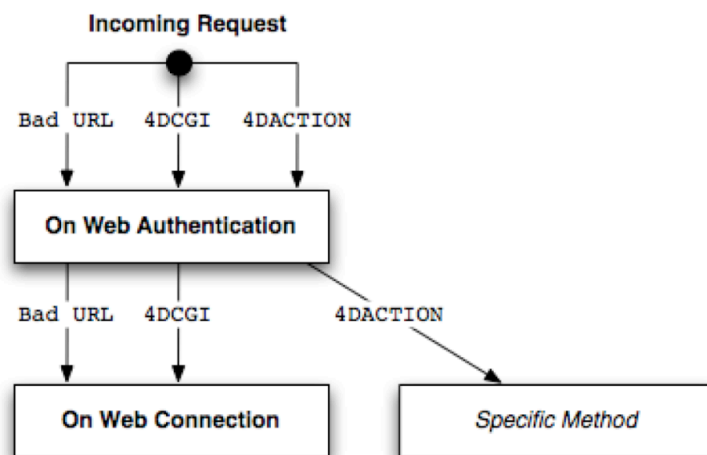 Incoming Request
Bad URL 4DCGI 4DACTION
On Web Authentication
Bad URL 4DCGI 4DACTION
On Web Connection Specific Method